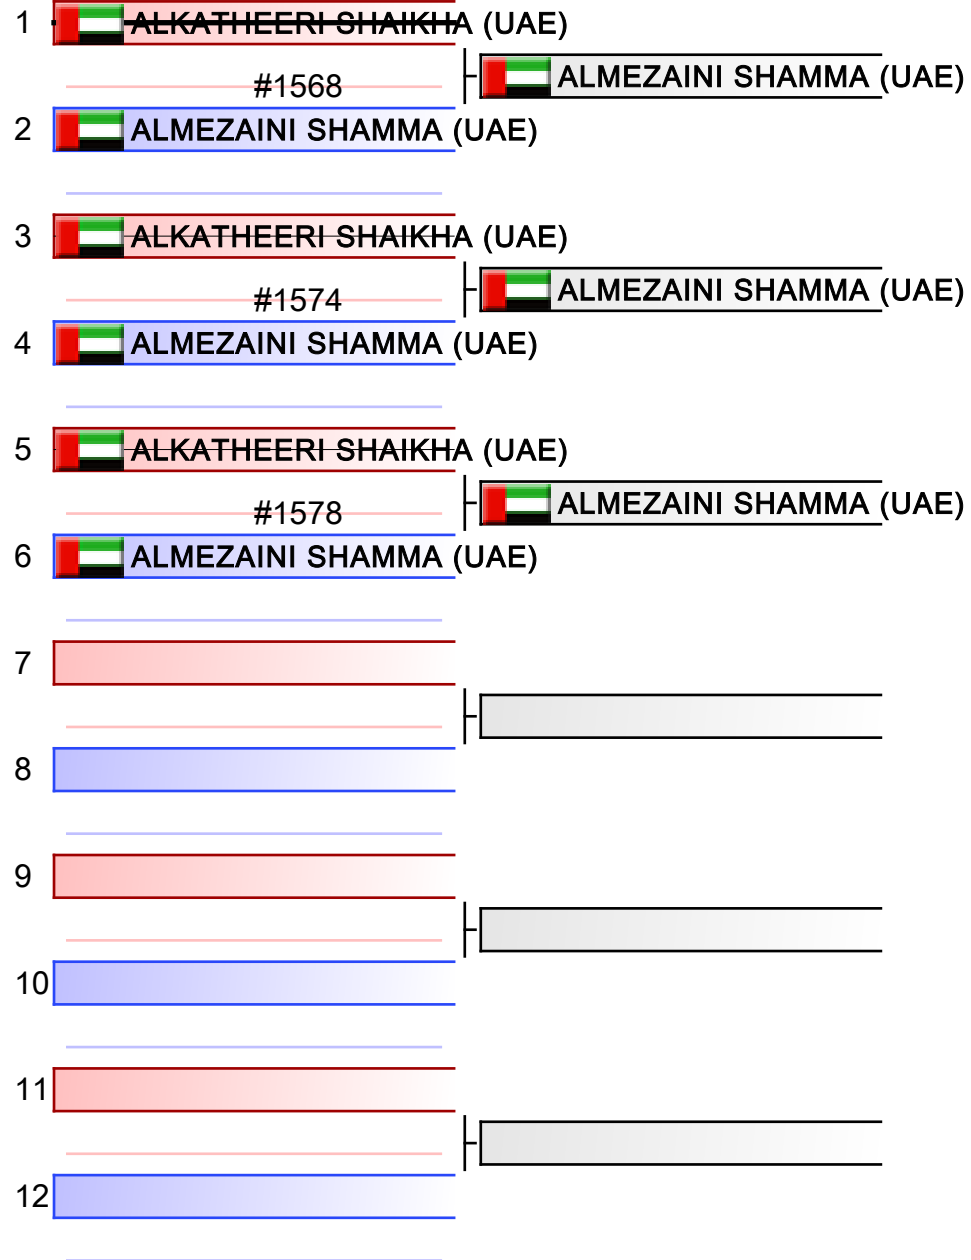 1 ALKATHEERI SHAIKHA (UAE)
ALMEZAINI SHAMMA (UAE)
#1568
2 ALMEZAINI SHAMMA (UAE)
3 ALKATHEERI SHAIKHA (UAE)
ALMEZAINI SHAMMA (UAE)
#1574
4 ALMEZAINI SHAMMA (UAE)
5 ALKATHEERI SHAIKHA (UAE)
ALMEZAINI SHAMMA (UAE)
#1578
6 ALMEZAINI SHAMMA (UAE)
7
8
9
10
11
12